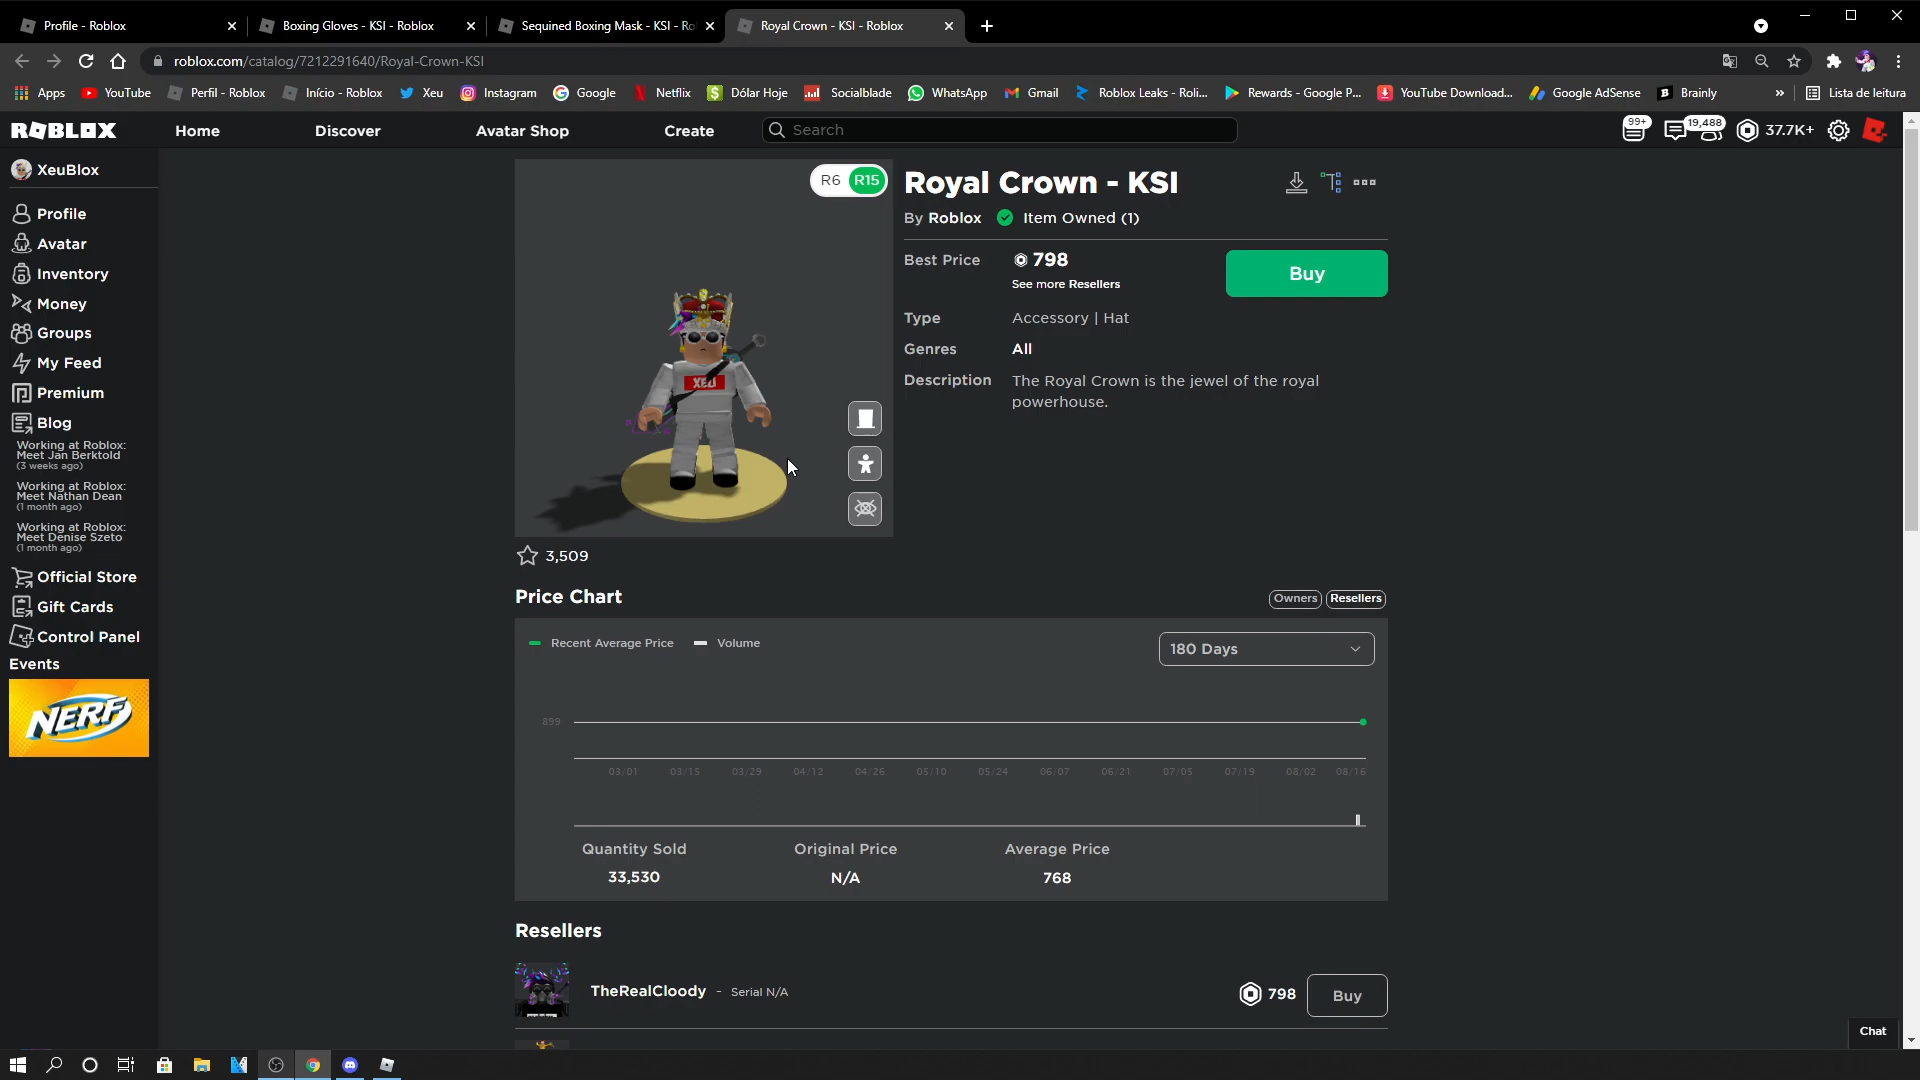 Profile - Roblox
Boxing Gloves - KSI - Roblox
Sequined Boxing Mask - KSI - Ro
Royal Crown - KSI - Roblox
roblox.com/catalog/7212291640/Royal-Crown-KSI
Apps YouTube Perfil - Roblox Início - Roblox Xeu Instagram Google Netflix Dólar Hoje Socialblade WhatsApp Gmail Roblox Leaks - Roli... Rewards - Google P... YouTube Download... Google AdSense Brainly » Lista de leitura
ROBLOX Home Discover Avatar Shop Create Search 99+ 19,488 37.7K+
XeuBlox
Profile
Avatar
Inventory
Money
Groups
My Feed
Premium
Blog
Working at Roblox:
Meet Jan Berktold
(3 weeks ago)
Working at Roblox:
Meet Nathan Dean
(1 month ago)
Working at Roblox:
Meet Denise Szeto
(1 month ago)
Official Store
Gift Cards
Control Panel
Events
NERF
R6 R15
XEU
3,509
Royal Crown - KSI
By Roblox Item Owned (1)
Best Price 798
See more Resellers
Buy
Type Accessory | Hat
Genres All
Description The Royal Crown is the jewel of the royal
powerhouse.
Price Chart Owners Resellers
Recent Average Price Volume 180 Days
899
03/01 03/15 03/29 04/12 04/26 05/10 05/24 06/07 06/21 07/05 07/19 08/02 08/16
Quantity Sold Original Price Average Price
33,530 N/A 768
Resellers
TheRealCloody - Serial N/A 798 Buy
Chat